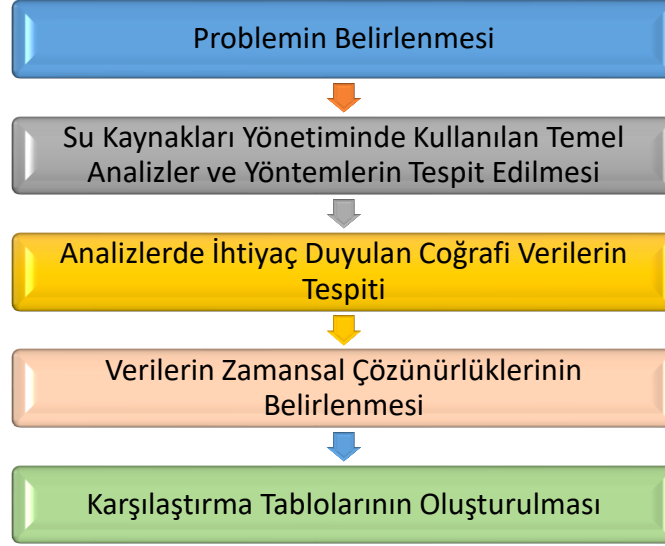 Problemin Belirlenmesi
Su Kaynakları Yönetiminde Kullanılan Temel
Analizler ve Yöntemlerin Tespit Edilmesi
Analizlerde İhtiyaç Duyulan Coğrafi Verilerin
Tespiti
Verilerin Zamansal Çözünürlüklerinin
Belirlenmesi
Karşılaştırma Tablolarının Oluşturulması